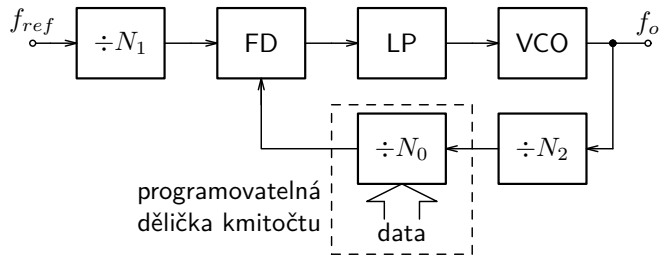 f_ref
÷N₁
FD
LP
VCO
f_o
÷N₀
÷N₂
programovatelná
dělička kmitočtu
data